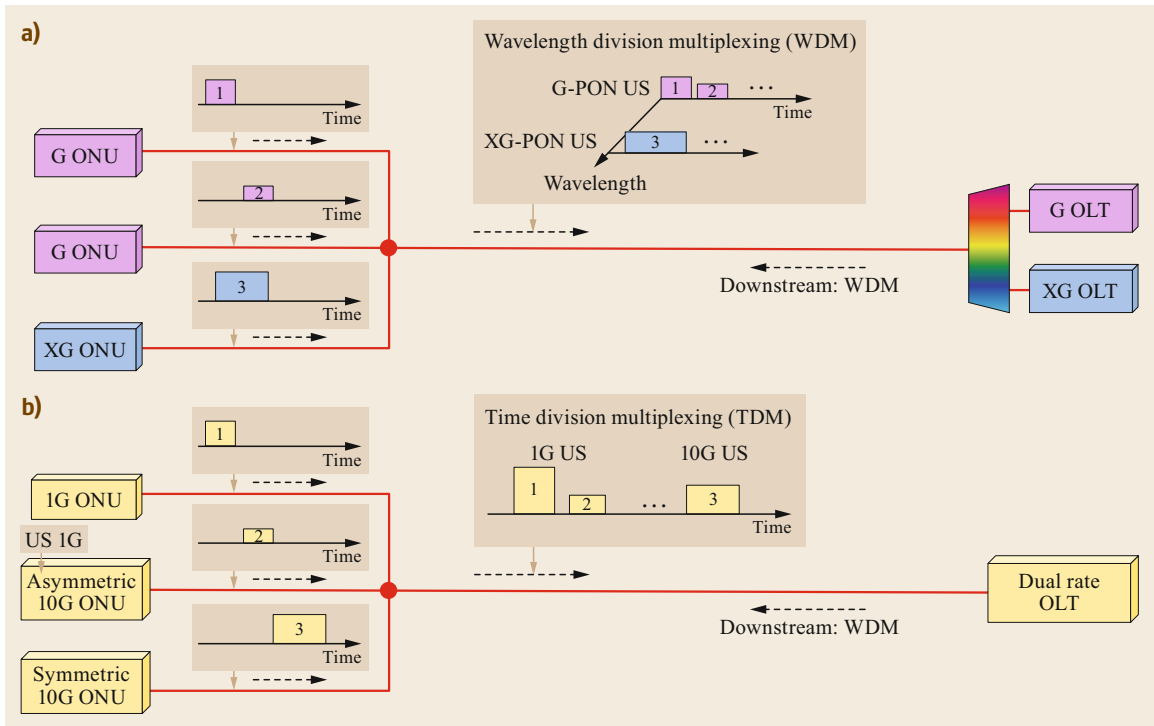 a)
1
Time
G ONU
2
Time
G ONU
3
Time
XG ONU
Wavelength division multiplexing (WDM)
G-PON US
1
2
...
Time
XG-PON US
3
...
Wavelength
Downstream: WDM
G OLT
XG OLT
b)
1
Time
1G ONU
US 1G
2
Time
Asymmetric
10G ONU
3
Time
Symmetric
10G ONU
Time division multiplexing (TDM)
1G US
10G US
1
2
...
3
Time
Downstream: WDM
Dual rate
OLT